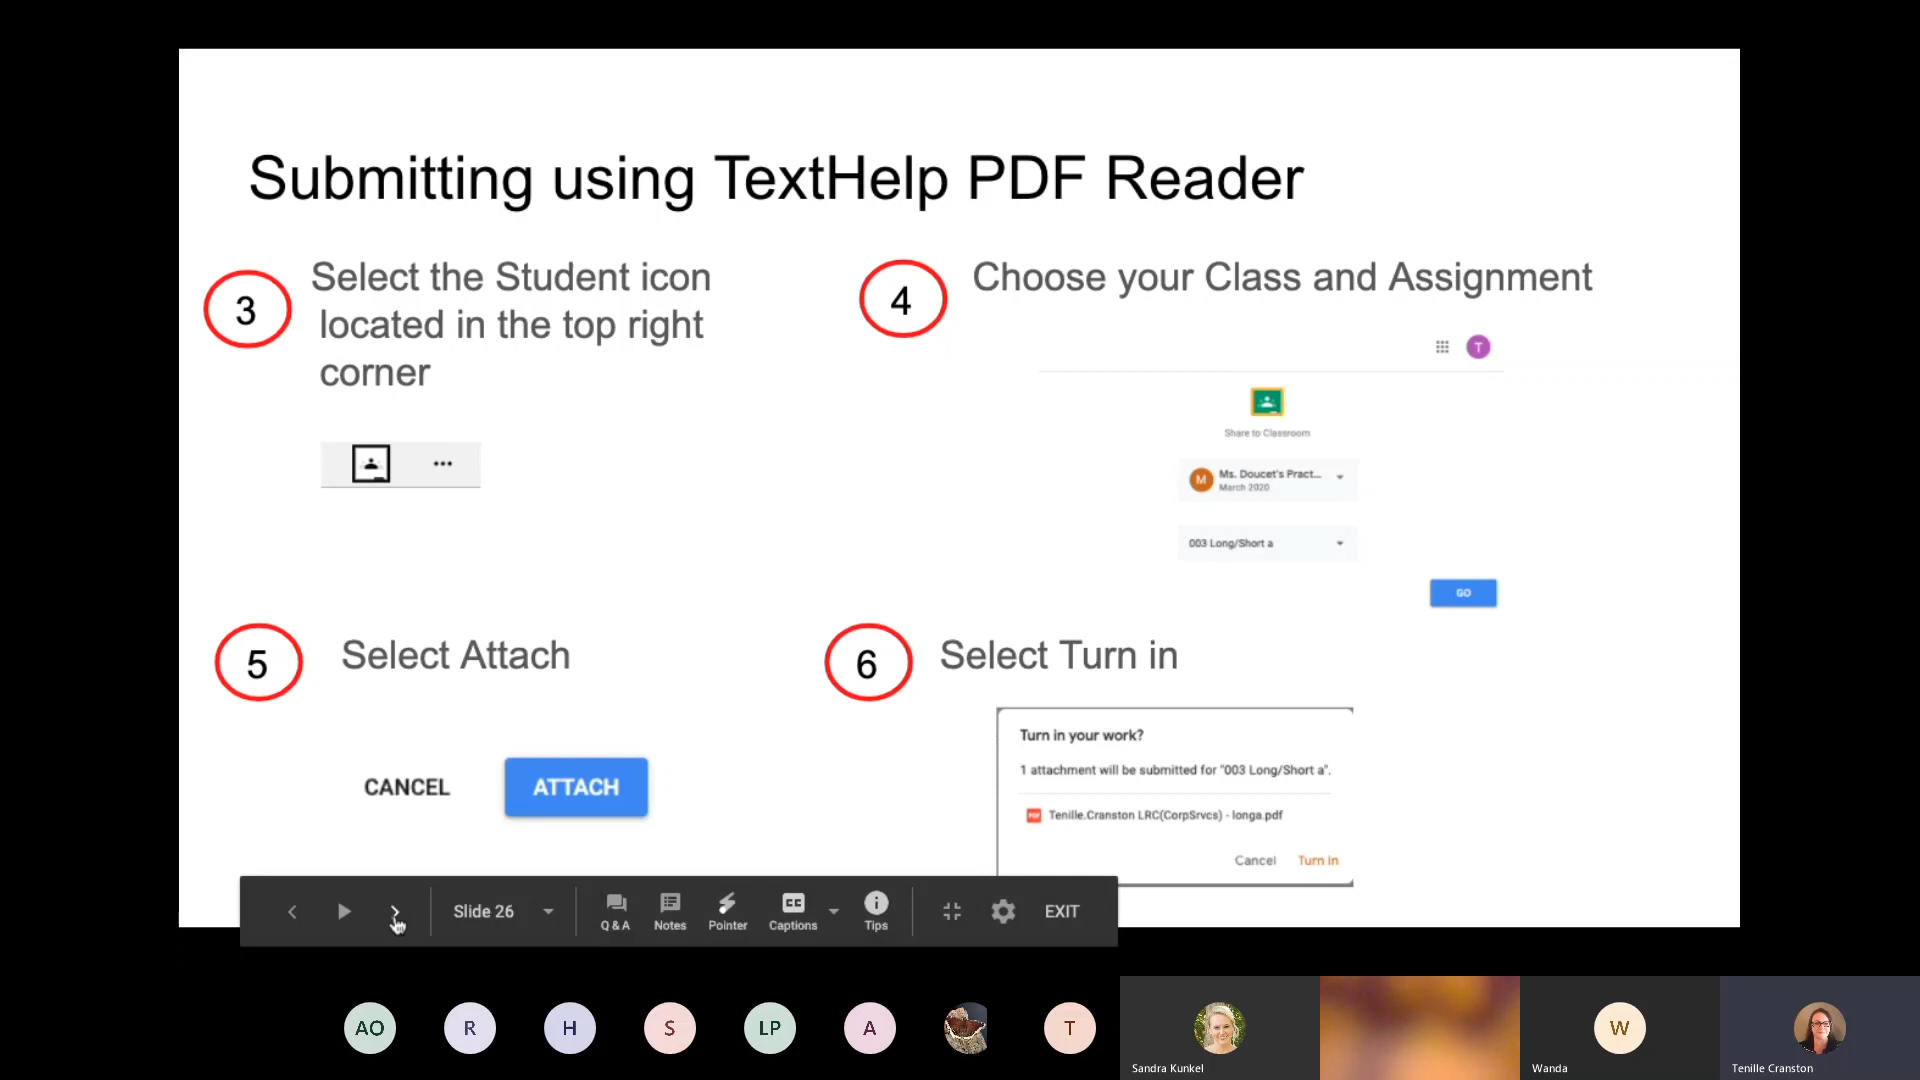 Submitting using TextHelp PDF Reader
3
Select the Student icon
located in the top right
corner
•••
4
Choose your Class and Assignment
T
Share to Classroom
M
Ms. Doucet's Pract...
March 2020
003 Long/Short a
GO
5
Select Attach
CANCEL
ATTACH
6
Select Turn in
Turn in your work?
1 attachment will be submitted for "003 Long/Short a".
PDF
Tenille.Cranston LRC(CorpSrvcs) - longa.pdf
Cancel
Turn in
Slide 26
Q & A
Notes
Pointer
CC
Captions
Tips
EXIT
AO
R
H
S
LP
A
T
Sandra Kunkel
W
Wanda
Tenille Cranston